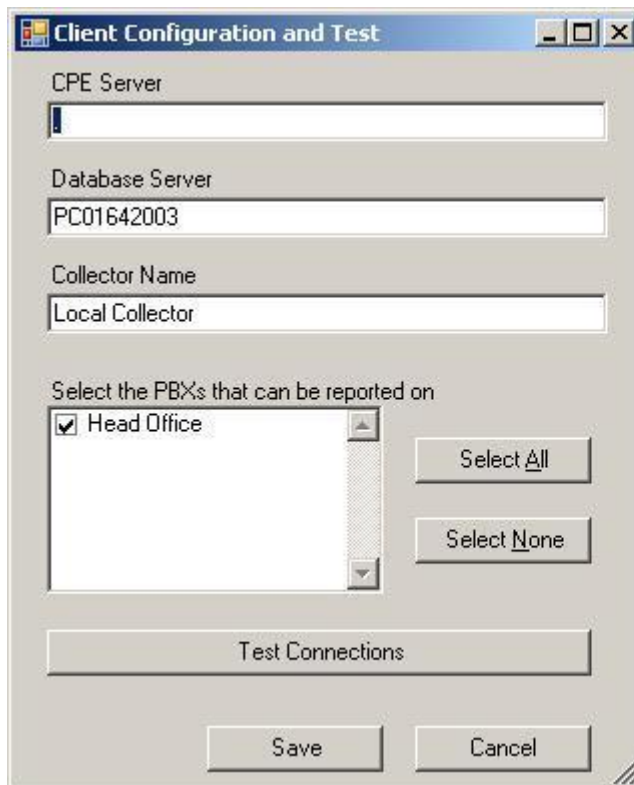 Client Configuration and Test
CPE Server
.
Database Server
PC01642003
Collector Name
Local Collector
Select the PBXs that can be reported on
Head Office
Select All
Select None
Test Connections
Save
Cancel